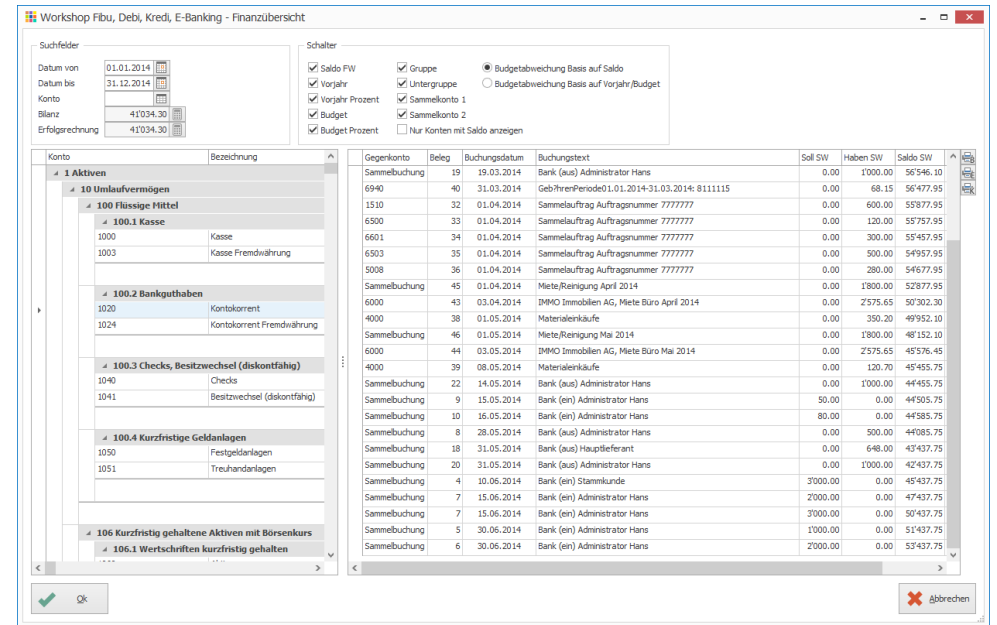 Workshop Fibu, Debi, Kredi, E-Banking - Finanzübersicht
Suchfelder
Datum von 01.01.2014
Datum bis 31.12.2014
Konto
Bilanz 41'034.30
Erfolgsrechnung 41'034.30
Schalter
Saldo FW Gruppe Budgetabweichung Basis auf Saldo
Vorjahr Untergruppe Budgetabweichung Basis auf Vorjahr/Budget
Vorjahr Prozent Sammelkonto 1
Budget Sammelkonto 2
Budget Prozent Nur Konten mit Saldo anzeigen
Konto Bezeichnung
1 Aktiven
10 Umlaufvermögen
100 Flüssige Mittel
100.1 Kasse
1000 Kasse
1003 Kasse Fremdwährung
100.2 Bankguthaben
1020 Kontokorrent
1024 Kontokorrent Fremdwährung
100.3 Checks, Besitzwechsel (diskontfähig)
1040 Checks
1041 Besitzwechsel (diskontfähig)
100.4 Kurzfristige Geldanlagen
1050 Festgeldanlagen
1051 Treuhandanlagen
106 Kurzfristig gehaltene Aktiven mit Börsenkurs
106.1 Wertschriften kurzfristig gehalten
Gegenkonto Beleg Buchungsdatum Buchungstext Soll SW Haben SW Saldo SW
Sammelbuchung 19 19.03.2014 Bank (aus) Administrator Hans 0.00 1'000.00 56'546.10
6940 40 31.03.2014 Geb?hrenPeriode01.01.2014-31.03.2014: 8111115 0.00 68.15 56'477.95
1510 32 01.04.2014 Sammelauftrag Auftragsnummer 7777777 0.00 600.00 55'877.95
6500 33 01.04.2014 Sammelauftrag Auftragsnummer 7777777 0.00 120.00 55'757.95
6601 34 01.04.2014 Sammelauftrag Auftragsnummer 7777777 0.00 300.00 55'457.95
6503 35 01.04.2014 Sammelauftrag Auftragsnummer 7777777 0.00 500.00 54'957.95
5008 36 01.04.2014 Sammelauftrag Auftragsnummer 7777777 0.00 280.00 54'677.95
Sammelbuchung 45 01.04.2014 Miete/Reinigung April 2014 0.00 1'800.00 52'877.95
6000 43 03.04.2014 IMMO Immobilien AG, Miete Büro April 2014 0.00 2'575.65 50'302.30
4000 38 01.05.2014 Materialeinkäufe 0.00 350.20 49'952.10
Sammelbuchung 46 01.05.2014 Miete/Reinigung Mai 2014 0.00 1'800.00 48'152.10
6000 44 03.05.2014 IMMO Immobilien AG, Miete Büro Mai 2014 0.00 2'575.65 45'576.45
4000 39 08.05.2014 Materialeinkäufe 0.00 120.70 45'455.75
Sammelbuchung 22 14.05.2014 Bank (aus) Administrator Hans 0.00 1'000.00 44'455.75
Sammelbuchung 9 15.05.2014 Bank (ein) Administrator Hans 50.00 0.00 44'505.75
Sammelbuchung 10 16.05.2014 Bank (ein) Administrator Hans 80.00 0.00 44'585.75
Sammelbuchung 8 28.05.2014 Bank (aus) Administrator Hans 0.00 500.00 44'085.75
Sammelbuchung 18 31.05.2014 Bank (aus) Hauptlieferant 0.00 648.00 43'437.75
Sammelbuchung 20 31.05.2014 Bank (aus) Administrator Hans 0.00 1'000.00 42'437.75
Sammelbuchung 4 10.06.2014 Bank (ein) Stammkunde 3'000.00 0.00 45'437.75
Sammelbuchung 7 15.06.2014 Bank (ein) Administrator Hans 2'000.00 0.00 47'437.75
Sammelbuchung 7 15.06.2014 Bank (ein) Administrator Hans 3'000.00 0.00 50'437.75
Sammelbuchung 5 30.06.2014 Bank (ein) Administrator Hans 1'000.00 0.00 51'437.75
Sammelbuchung 6 30.06.2014 Bank (ein) Administrator Hans 2'000.00 0.00 53'437.75
Ok
Abbrechen